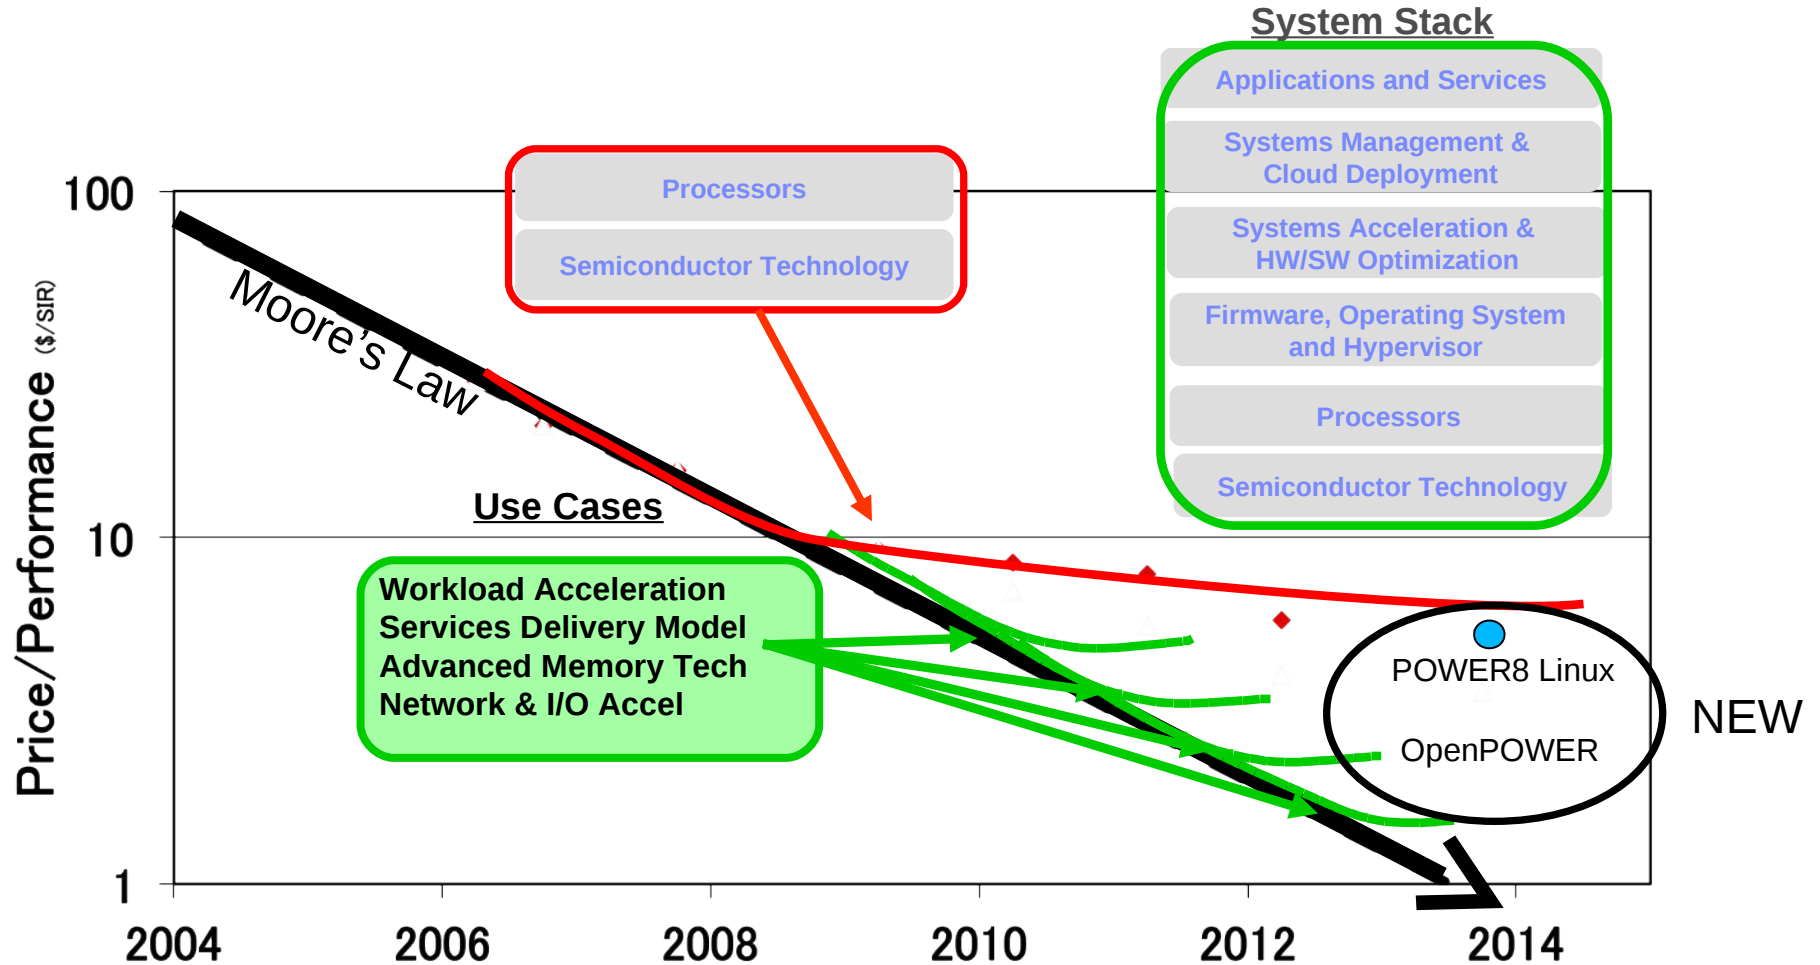 System Stack
Applications and Services
Systems Management &
Cloud Deployment
Systems Acceleration &
HW/SW Optimization
Firmware, Operating System
and Hypervisor
Processors
Semiconductor Technology
Processors
Semiconductor Technology
Moore's Law
Use Cases
Workload Acceleration
Services Delivery Model
Advanced Memory Tech
Network & I/O Accel
POWER8 Linux
OpenPOWER
NEW
Price/Performance ($/SIR)
100
10
1
2004 2006 2008 2010 2012 2014